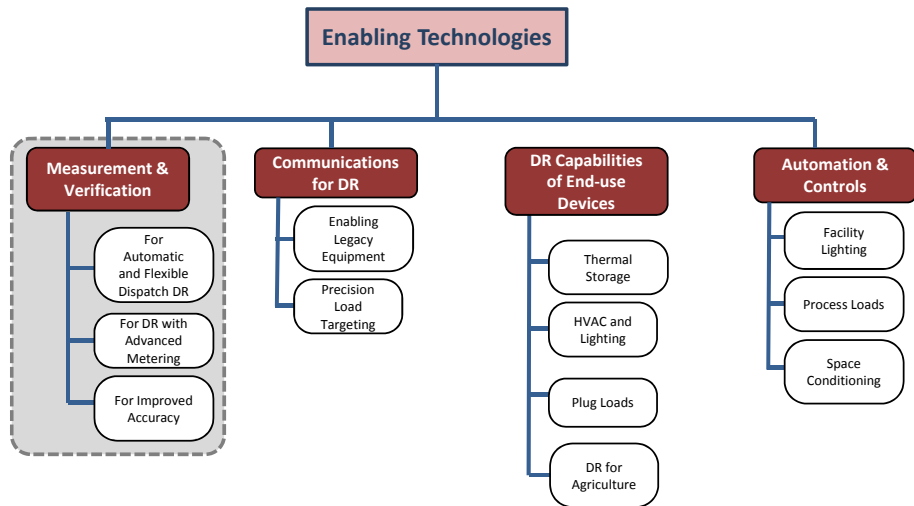 Enabling Technologies
Measurement &
Verification
For
Automatic
and Flexible
Dispatch DR
For DR with
Advanced
Metering
For Improved
Accuracy
Communications
for DR
Enabling
Legacy
Equipment
Precision
Load
Targeting
DR Capabilities
of End-use
Devices
Thermal
Storage
HVAC and
Lighting
Plug Loads
DR for
Agriculture
Automation &
Controls
Facility
Lighting
Process Loads
Space
Conditioning